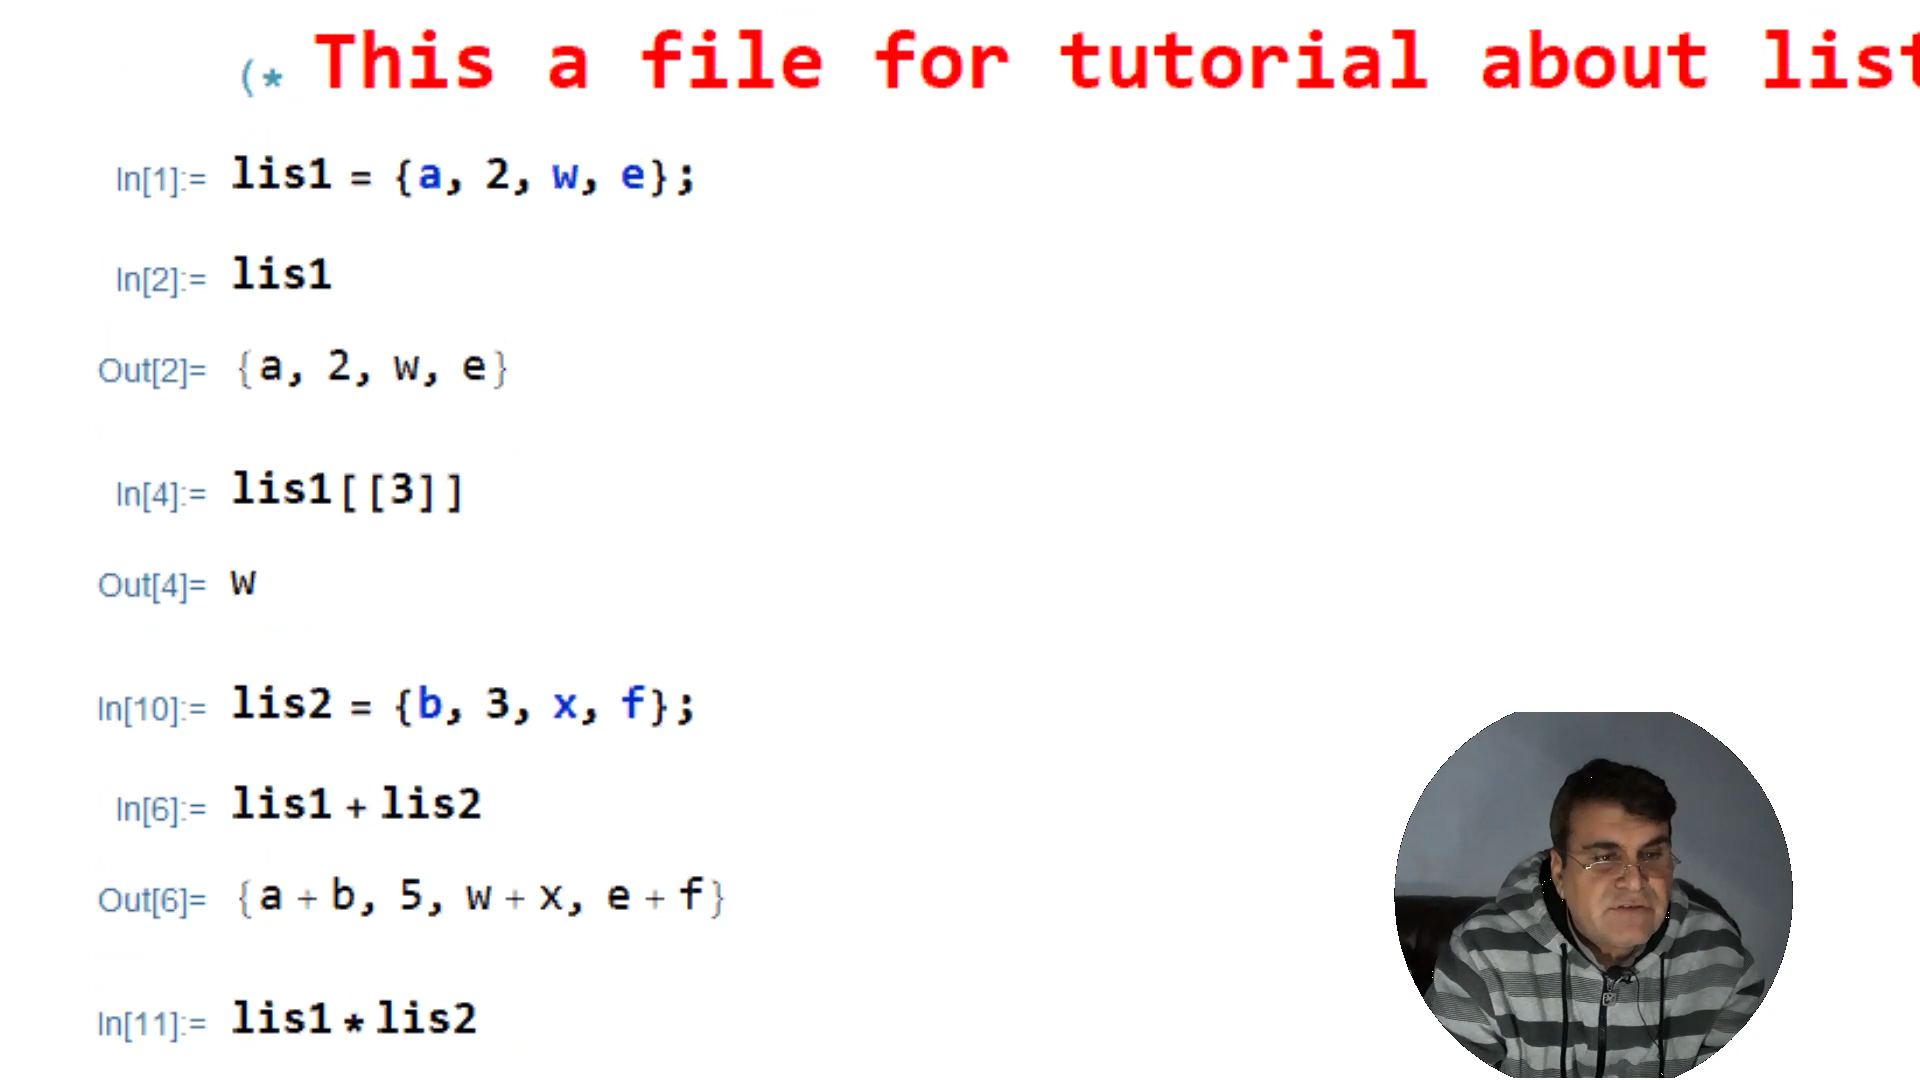 (* This a file for tutorial about list
In[1]:= lis1 = {a, 2, w, e};
In[2]:= lis1
Out[2]= {a, 2, w, e}
In[4]:= lis1[[3]]
Out[4]= w
In[10]:= lis2 = {b, 3, x, f};
In[6]:= lis1 + lis2
Out[6]= {a + b, 5, w + x, e + f}
In[11]:= lis1 * lis2